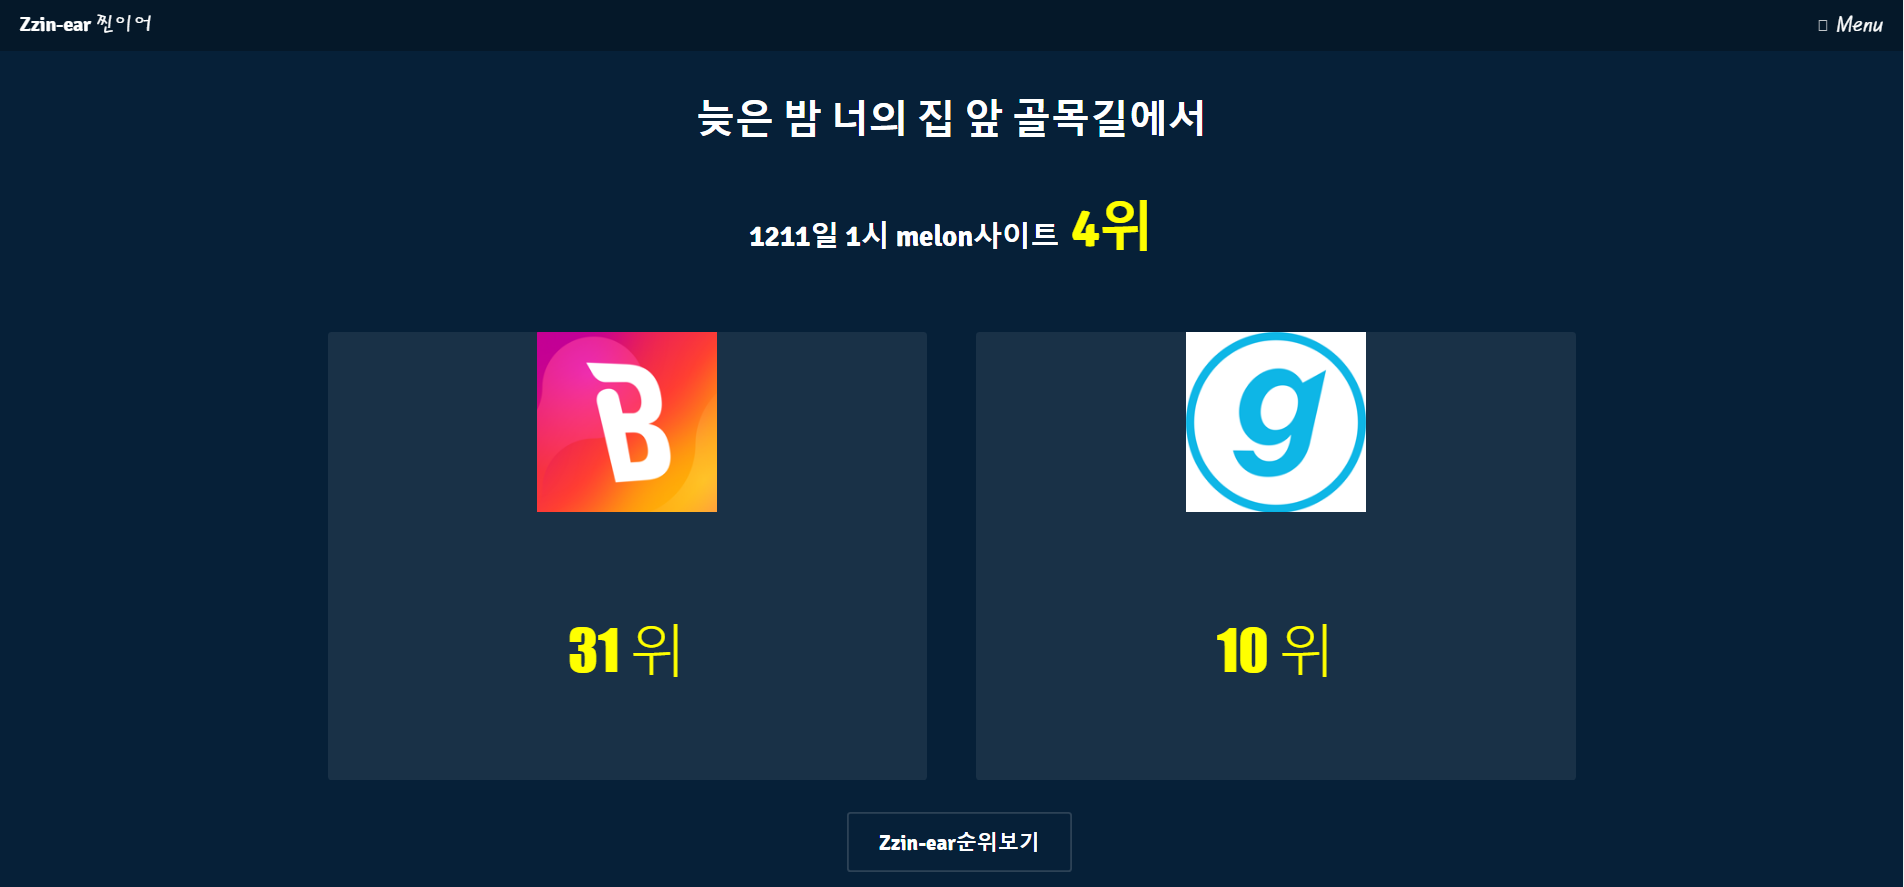 Zzin-ear 찐이어
Menu
늦은 밤 너의 집 앞 골목길에서
1211일 1시 melon사이트 4위
B
g
31 위
10 위
Zzin-ear순위보기